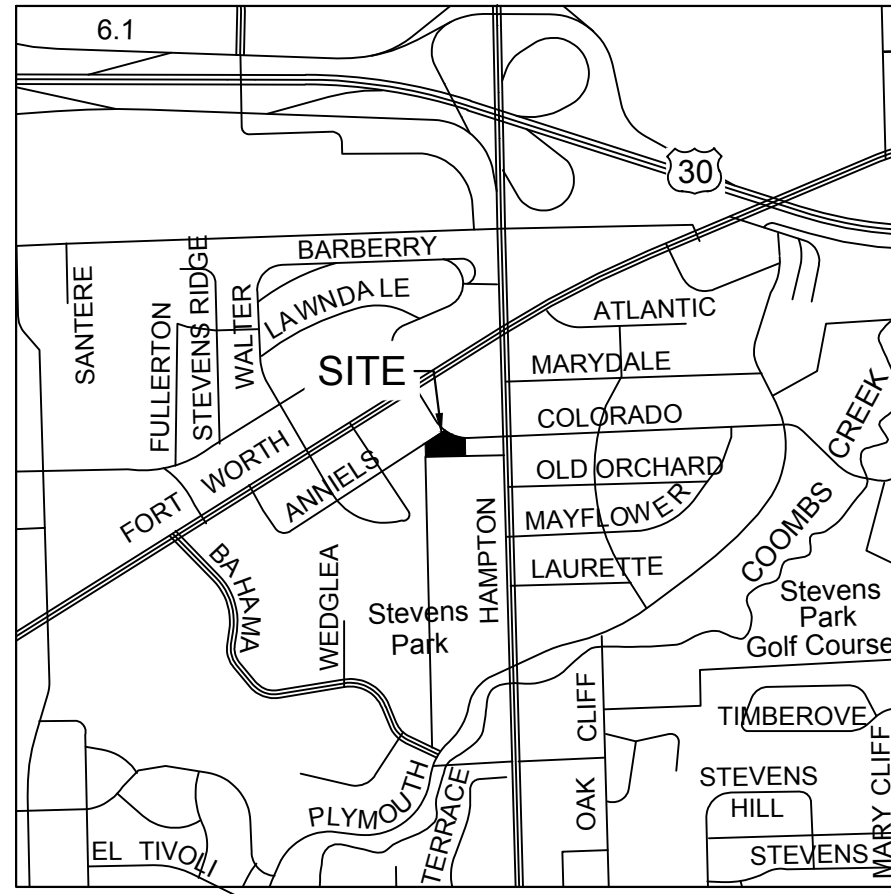 6.1
30
BARBERRY
SANTERE
FULLERTON
STEVENS RIDGE
WALTER
LAWNDALE
ATLANTIC
SITE
MARYDALE
COLORADO
CREEK
FORT WORTH
ANNIELS
OLD ORCHARD
MAYFLOWER
COOMBS
BAHAMA
WEDGLEA
HAMPTON
LAURETTE
Stevens
Park
Stevens
Park
Golf Course
OAK CLIFF
TIMBEROVE
MARY CLIFF
PLYMOUTH
TERRACE
STEVENS
HILL
EL TIVOLI
STEVENS